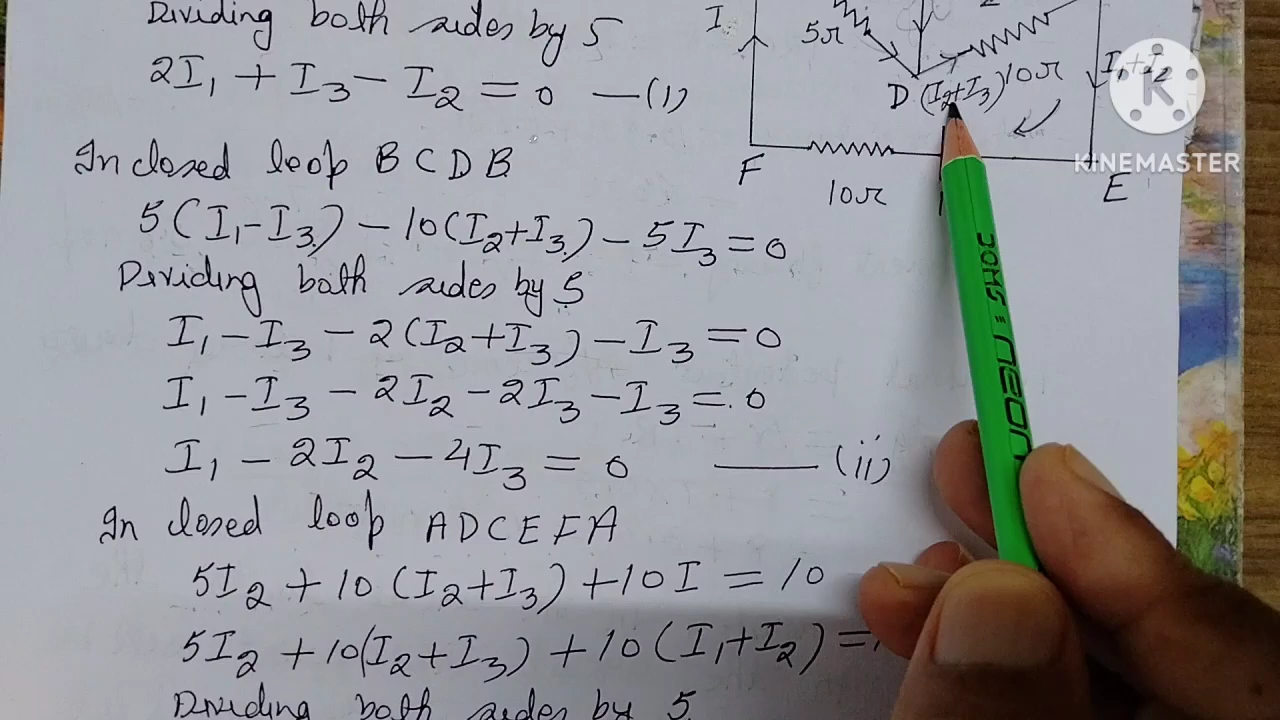 Dividing both sides by 5
2I₁ + I₃ − I₂ = 0 —(1)
In closed loop BCDB
5(I₁−I₃) − 10(I₂+I₃) − 5I₃ = 0
Dividing both sides by 5
I₁ − I₃ − 2(I₂+I₃) − I₃ = 0
I₁ − I₃ − 2I₂ − 2I₃ − I₃ = 0
I₁ − 2I₂ − 4I₃ = 0 —(ii)
In closed loop ADCEFA
5I₂ + 10(I₂+I₃) + 10I = 10
5I₂ + 10(I₂+I₃) + 10(I₁+I₂) =
Dividing both sides by 5
I
5Ω
I₁+I₂
D (I₂+I₃) 10Ω
F
10Ω
E
K
KINEMASTER
DOMS = NEON